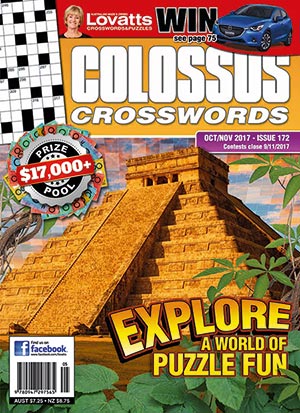 Lovatts
CROSSWORDS&PUZZLES
WIN
see page 75
COLOSSUS
CROSSWORDS
OCT/NOV 2017 - ISSUE 172
Contests close 9/11/2017
PRIZE
$17,000+
POOL
EXPLORE
A WORLD OF
PUZZLE FUN
Find us on
facebook.
05
9780947297565
AUST $7.25 • NZ $8.75